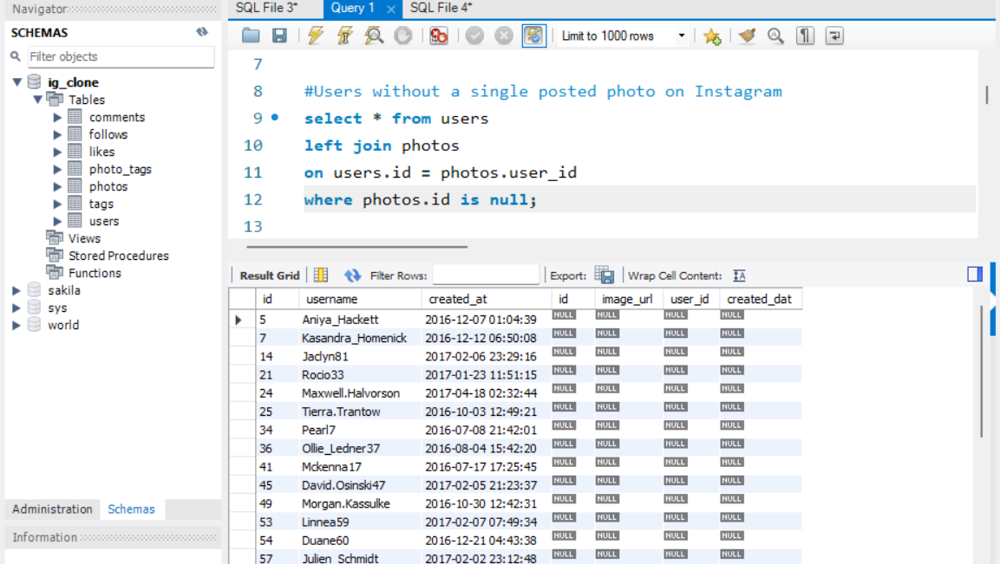 Navigator
SQL File 3* Query 1 × SQL File 4*
SCHEMAS
Limit to 1000 rows
Filter objects
ig_clone
Tables
comments
follows
likes
photo_tags
photos
tags
users
Views
Stored Procedures
Functions
sakila
sys
world
Administration Schemas
Information
7
8 #Users without a single posted photo on Instagram
9 select * from users
10 left join photos
11 on users.id = photos.user_id
12 where photos.id is null;
13
Result Grid Filter Rows: Export: Wrap Cell Content:
id username created_at id image_url user_id created_dat
5 Aniya_Hackett 2016-12-07 01:04:39 NULL NULL NULL NULL
7 Kasandra_Homenick 2016-12-12 06:50:08 NULL NULL NULL NULL
14 Jaclyn81 2017-02-06 23:29:16 NULL NULL NULL NULL
21 Rocio33 2017-01-23 11:51:15 NULL NULL NULL NULL
24 Maxwell.Halvorson 2017-04-18 02:32:44 NULL NULL NULL NULL
25 Tierra.Trantow 2016-10-03 12:49:21 NULL NULL NULL NULL
34 Pearl7 2016-07-08 21:42:01 NULL NULL NULL NULL
36 Ollie_Ledner37 2016-08-04 15:42:20 NULL NULL NULL NULL
41 Mckenna17 2016-07-17 17:25:45 NULL NULL NULL NULL
45 David.Osinski47 2017-02-05 21:23:37 NULL NULL NULL NULL
49 Morgan.Kassulke 2016-10-30 12:42:31 NULL NULL NULL NULL
53 Linnea59 2017-02-07 07:49:34 NULL NULL NULL NULL
54 Duane60 2016-12-21 04:43:38 NULL NULL NULL NULL
57 Julien_Schmidt 2017-02-02 23:12:48 NULL NULL NULL NULL